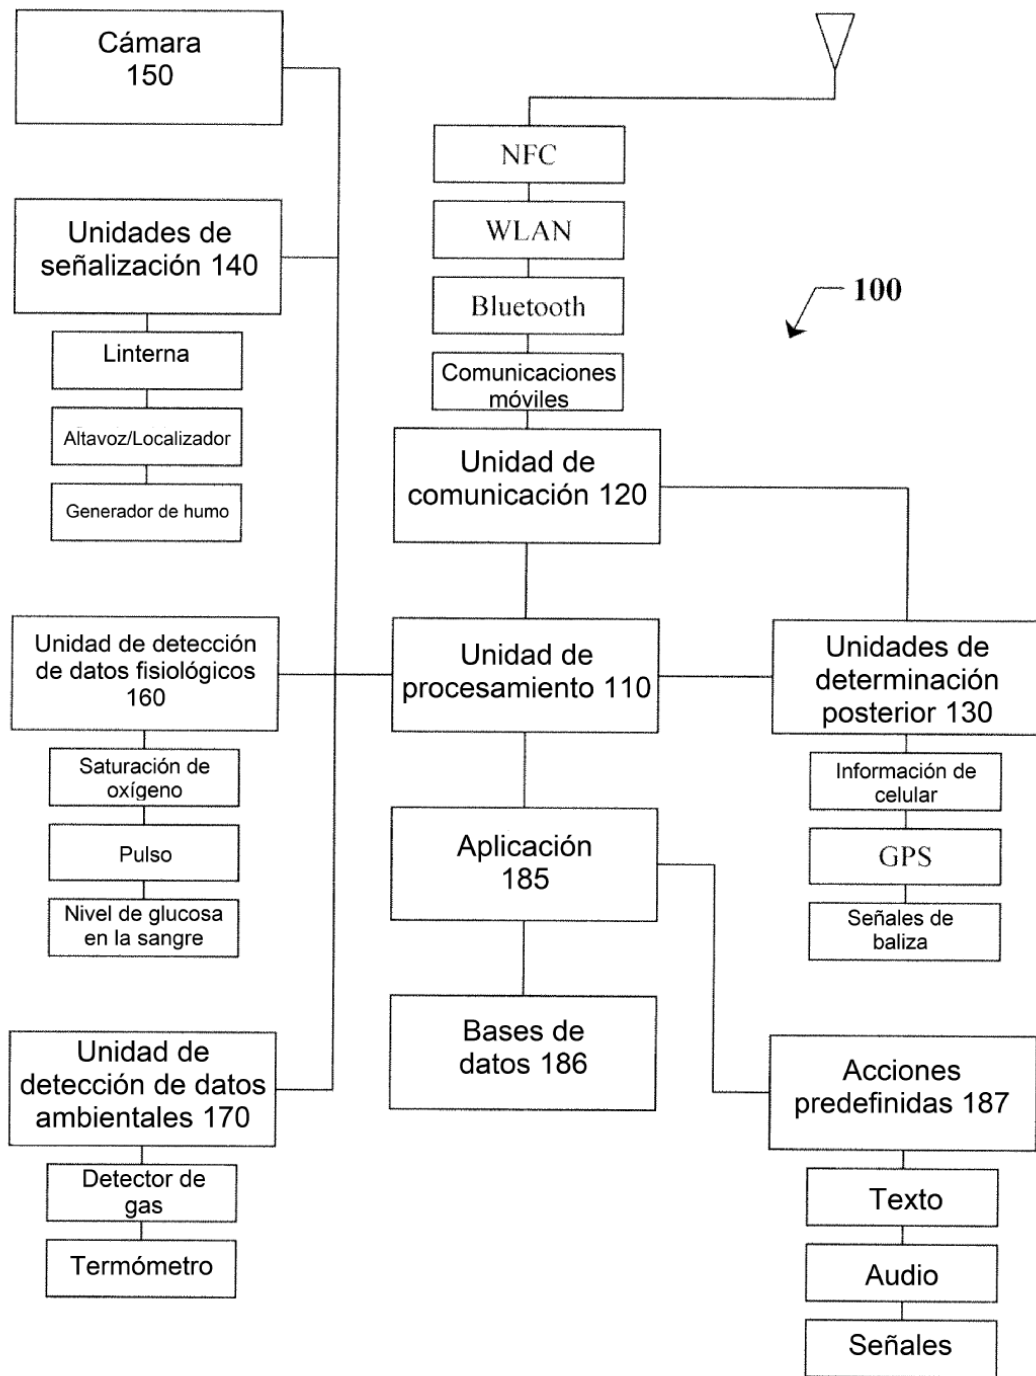 Cámara
150
Unidades de
señalización 140
Linterna
Altavoz/Localizador
Generador de humo
NFC
WLAN
Bluetooth
Comunicaciones
móviles
100
Unidad de
comunicación 120
Unidad de detección
de datos fisiológicos
160
Saturación de
oxígeno
Pulso
Nivel de glucosa
en la sangre
Unidad de
procesamiento 110
Unidades de
determinación
posterior 130
Información de
celular
GPS
Señales de
baliza
Aplicación
185
Bases de
datos 186
Unidad de
detección de datos
ambientales 170
Detector de
gas
Termómetro
Acciones
predefinidas 187
Texto
Audio
Señales